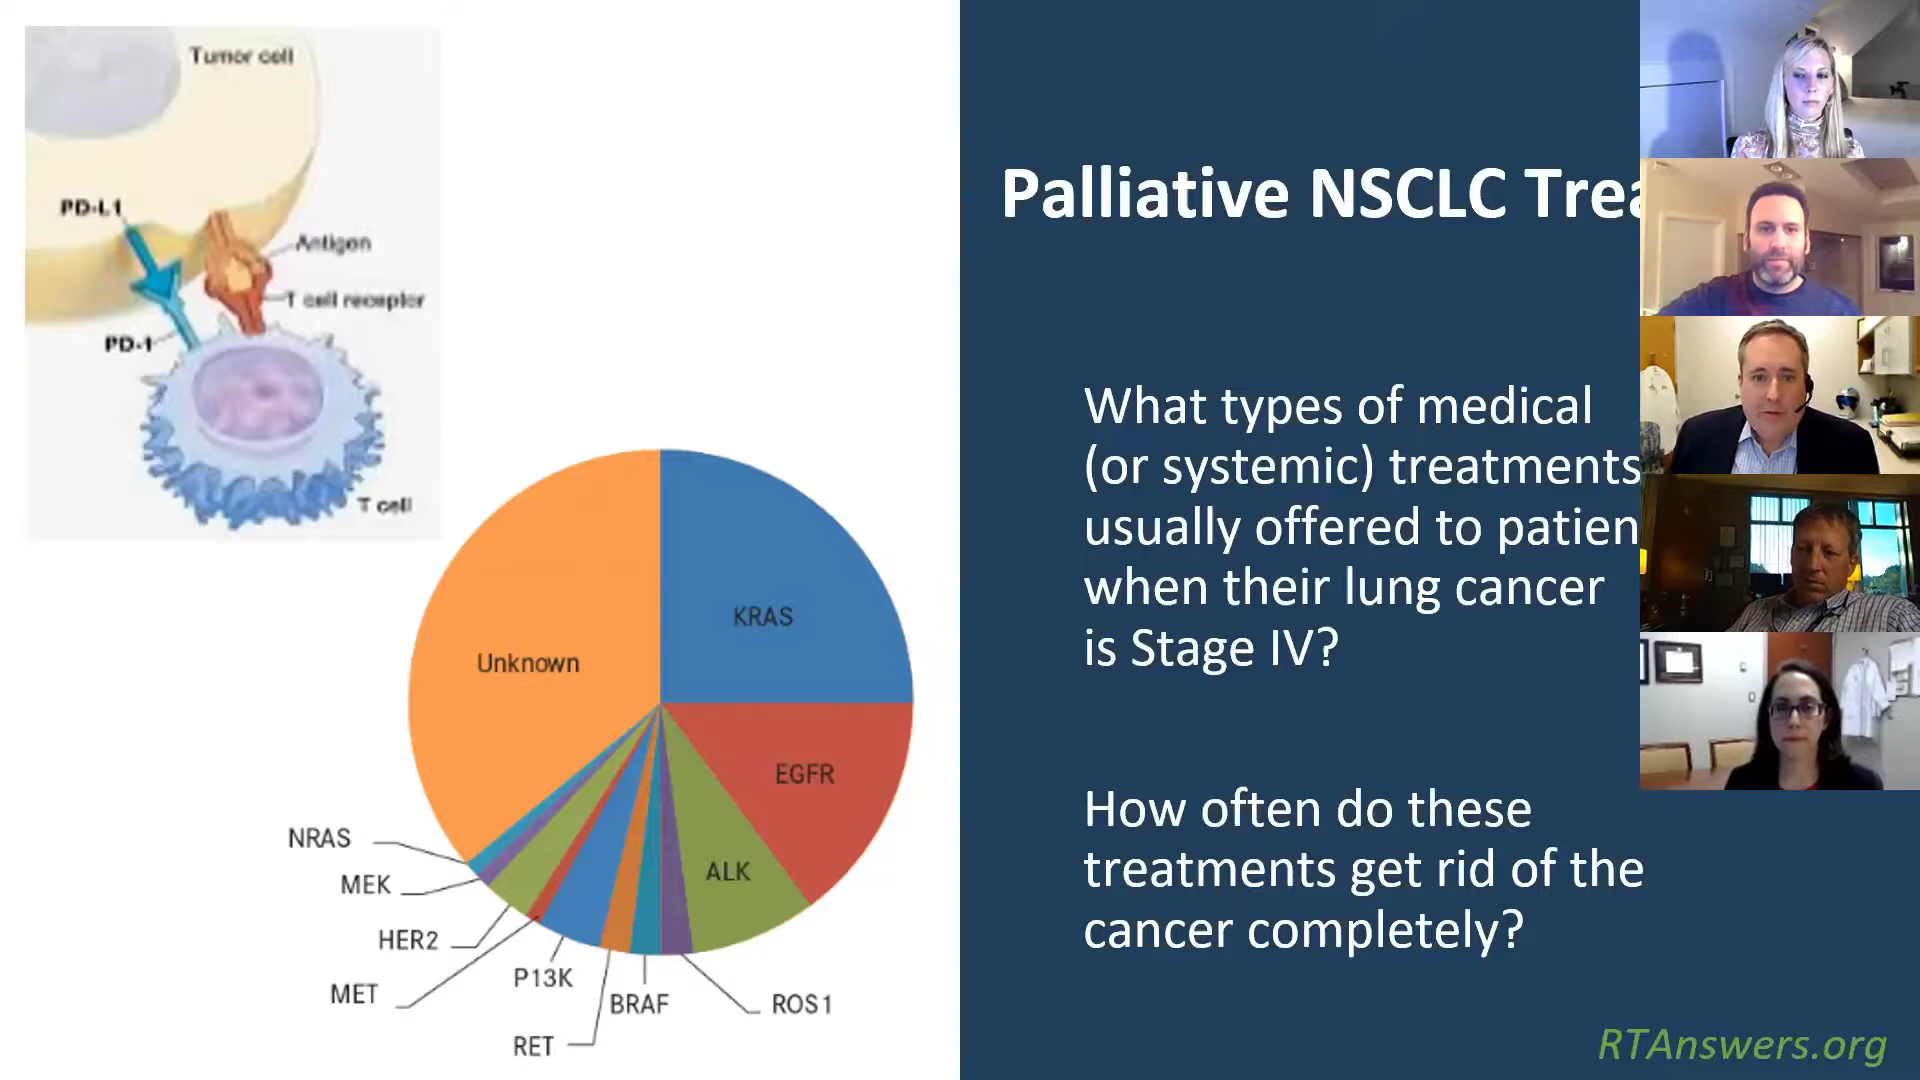 Tumor cell
PD-L1
Antigen
T cell receptor
PD-1
T cell
KRAS
Unknown
EGFR
ALK
NRAS
MEK
HER2
MET
P13K
RET
BRAF
ROS1
Palliative NSCLC
What types of medical
(or systemic) treatments
usually offered to
when their lung cancer
is Stage IV?
How often do these
treatments get rid of the
cancer completely?
RTAnswers.org